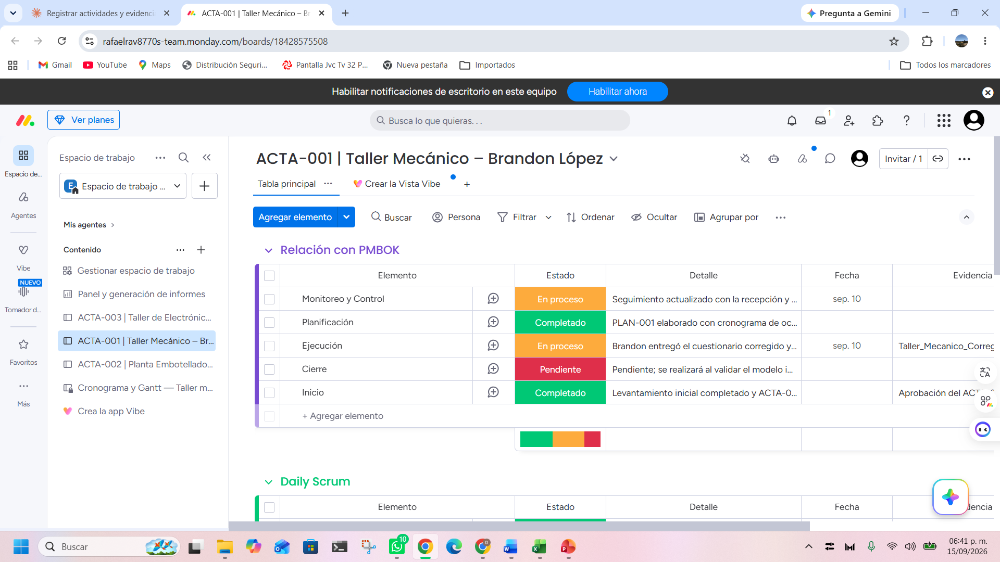 Registrar actividades y evidenci
ACTA-001 | Taller Mecánico – Br
Pregunta a Gemini
rafaelrav8770s-team.monday.com/boards/18428575508
Gmail
YouTube
Maps
Distribución Seguri...
Pantalla Jvc Tv 32 P...
Nueva pestaña
Importados
Todos los marcadores
Habilitar notificaciones de escritorio en este equipo
Habilitar ahora
Ver planes
Busca lo que quieras. . .
1
Espacio de...
Agentes
Vibe
NUEVO
Tomador d...
Favoritos
Más
Espacio de trabajo
E
Espacio de trabajo ...
Mis agentes
Contenido
Gestionar espacio de trabajo
Panel y generación de informes
ACTA-003 | Taller de Electrónic...
ACTA-001 | Taller Mecánico – Br...
ACTA-002 | Planta Embotellado...
Cronograma y Gantt — Taller m...
Crea la app Vibe
ACTA-001 | Taller Mecánico – Brandon López
Invitar / 1
Tabla principal
Crear la Vista Vibe
Agregar elemento
Buscar
Persona
Filtrar
Ordenar
Ocultar
Agrupar por
Relación con PMBOK
Elemento Estado Detalle Fecha Evidencia
Monitoreo y Control En proceso Seguimiento actualizado con la recepción y ... sep. 10
Planificación Completado PLAN-001 elaborado con cronograma de oc...
Ejecución En proceso Brandon entregó el cuestionario corregido y... sep. 10 Taller_Mecanico_Correg
Cierre Pendiente Pendiente; se realizará al validar el modelo i...
Inicio Completado Levantamiento inicial completado y ACTA-0... Aprobación del ACT
+ Agregar elemento
Daily Scrum
Elemento Estado Detalle Fecha dencia
Buscar
10
D
06:41 p. m.
15/09/2026